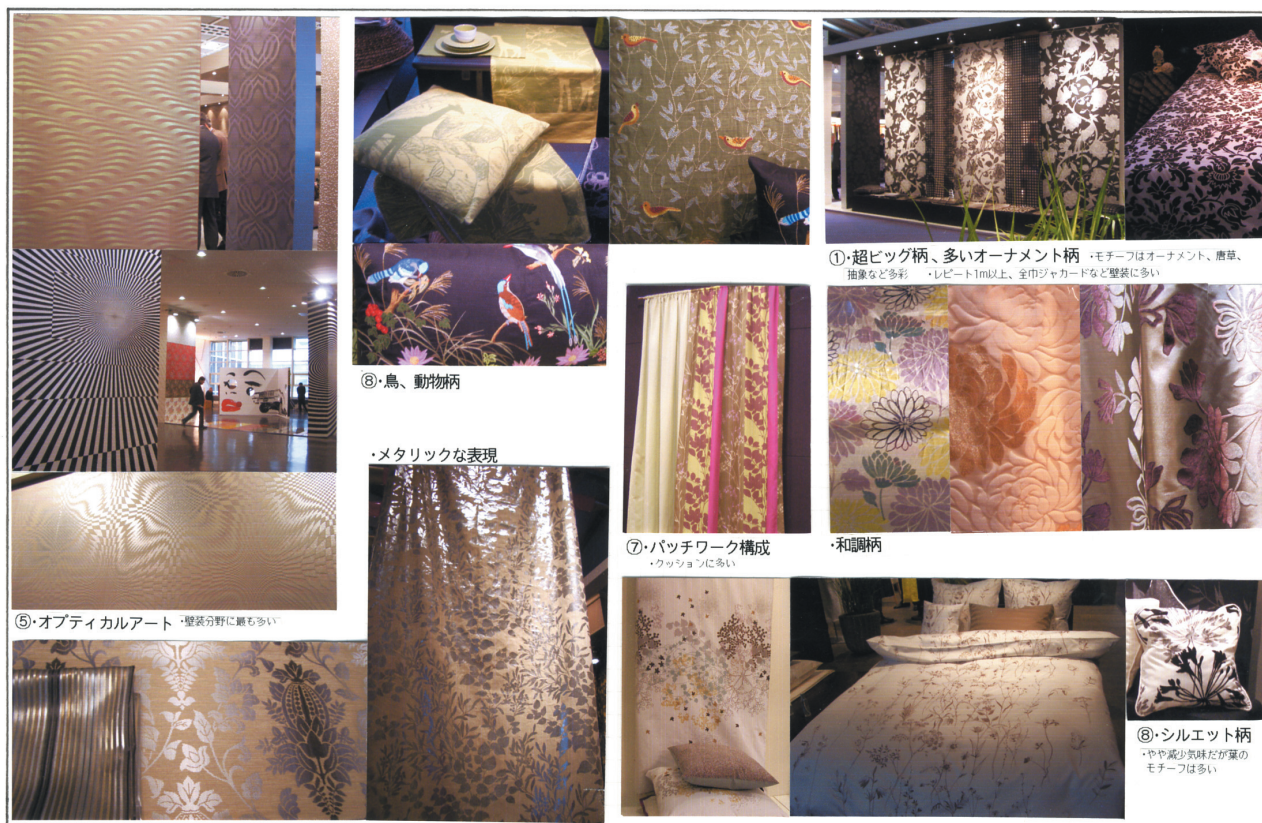 ①・超ビッグ柄、多いオーナメント柄 ・モチーフはオーナメント、唐草、
抽象など多彩 ・レピート1m以上、全巾ジャカードなど壁装に多い
⑧・鳥、動物柄
・メタリックな表現
⑦・パッチワーク構成
・クッションに多い
・和調柄
⑤・オプティカルアート ・壁装分野に最も多い
⑧・シルエット柄
・やや減少気味だが葉の
モチーフは多い